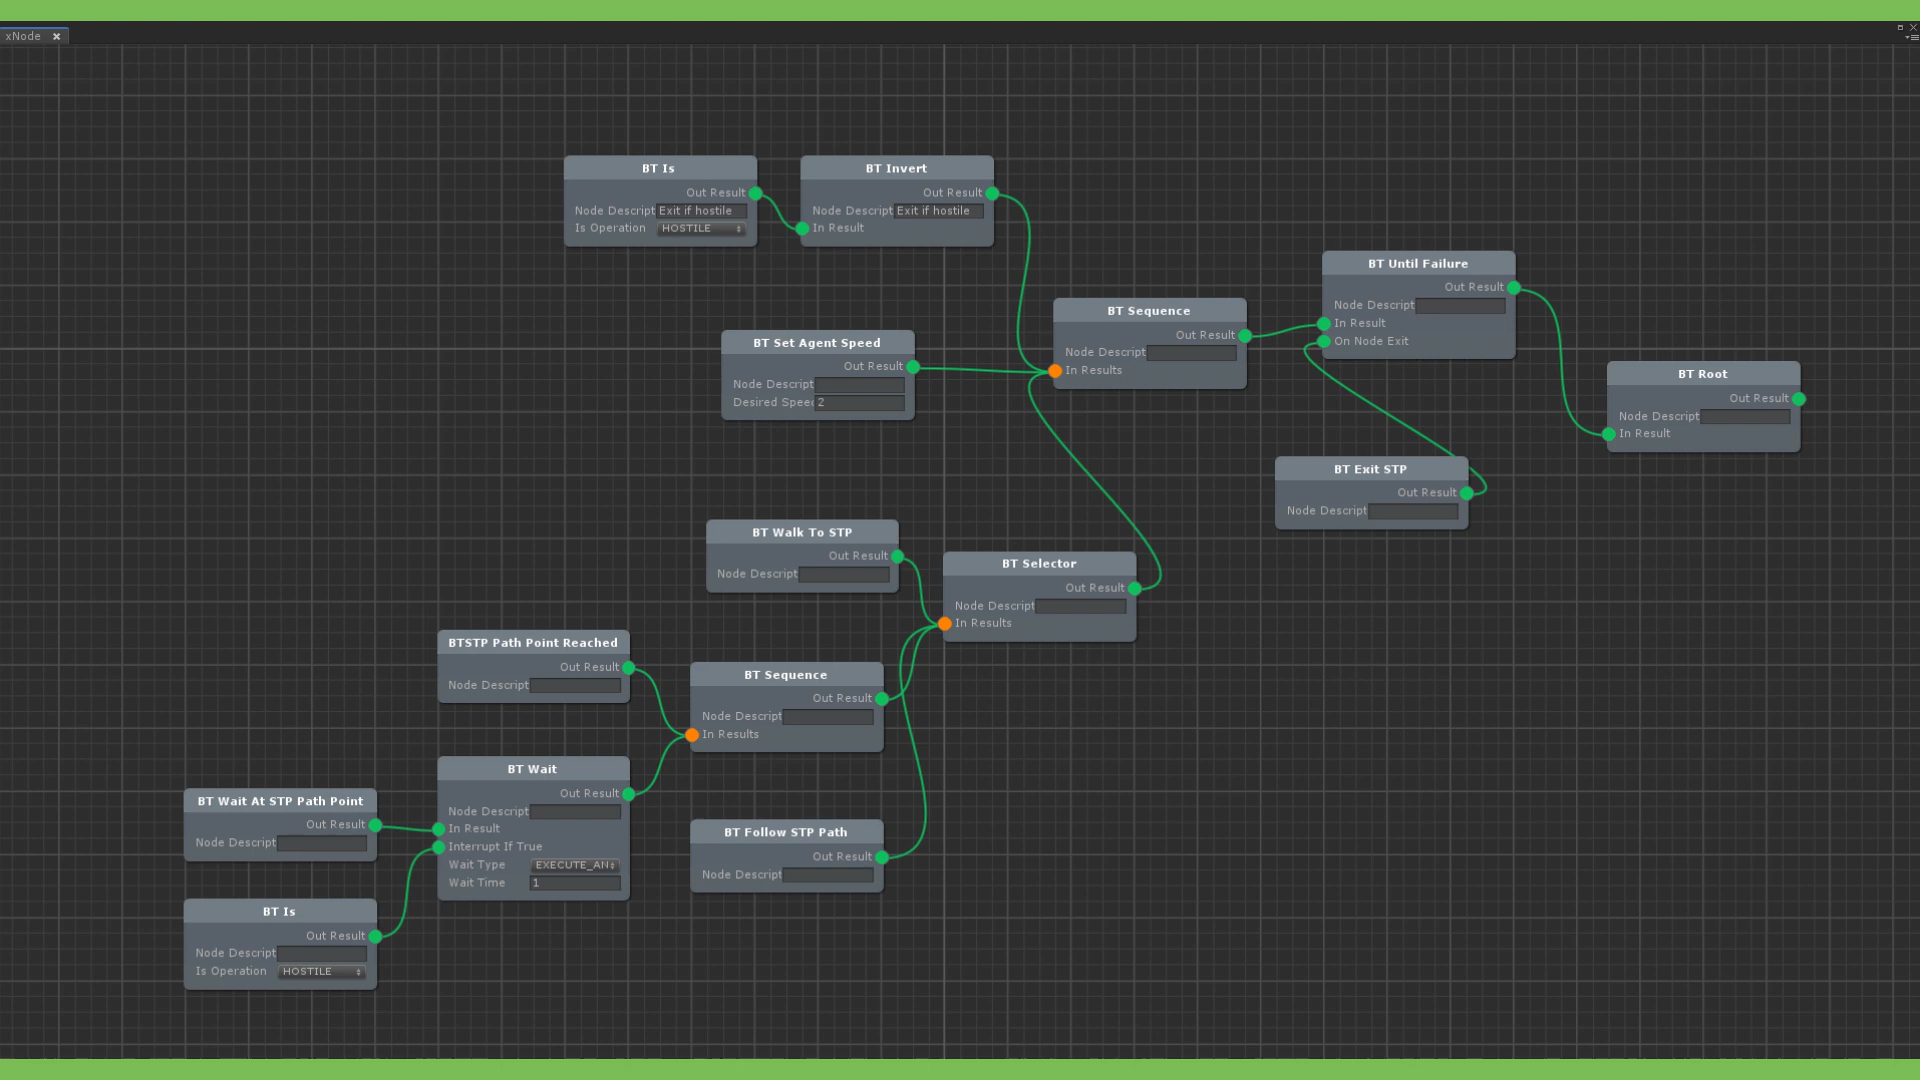 xNode
BT Is
Out Result
Node Descript Exit if hostile
Is Operation HOSTILE
BT Invert
Out Result
Node Descript Exit if hostile
In Result
BT Until Failure
Out Result
Node Descript
In Result
On Node Exit
BT Sequence
Out Result
Node Descript
In Results
BT Set Agent Speed
Out Result
Node Descript
Desired Speed 2
BT Root
Out Result
Node Descript
In Result
BT Exit STP
Out Result
Node Descript
BT Walk To STP
Out Result
Node Descript
BT Selector
Out Result
Node Descript
In Results
BTSTP Path Point Reached
Out Result
Node Descript
BT Sequence
Out Result
Node Descript
In Results
BT Wait
Out Result
Node Descript
In Result
Interrupt If True
Wait Type EXECUTE_AN
Wait Time 1
BT Wait At STP Path Point
Out Result
Node Descript
BT Follow STP Path
Out Result
Node Descript
BT Is
Out Result
Node Descript
Is Operation HOSTILE